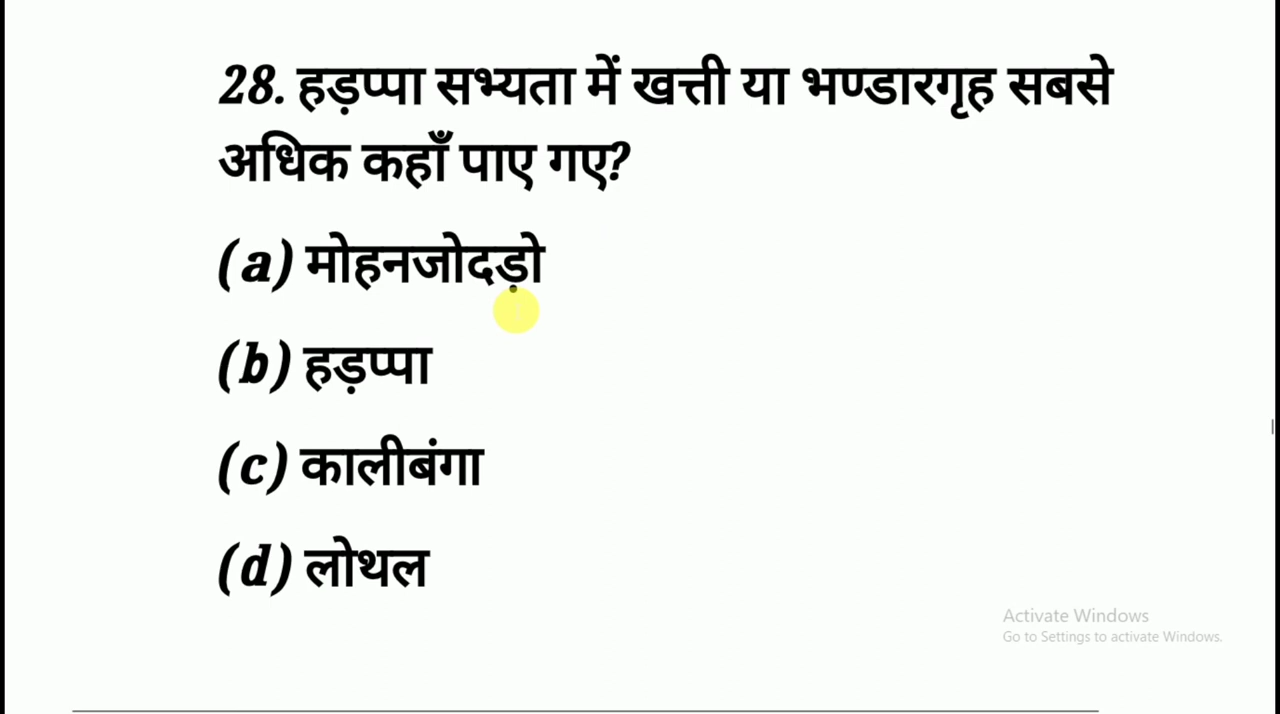 28. हड़प्पा सभ्यता में खत्ती या भण्डारगृह सबसे
अधिक कहाँ पाए गए?
(a) मोहनजोदड़ो
(b) हड़प्पा
(c) कालीबंगा
(d) लोथल
Activate Windows
Go to Settings to activate Windows.